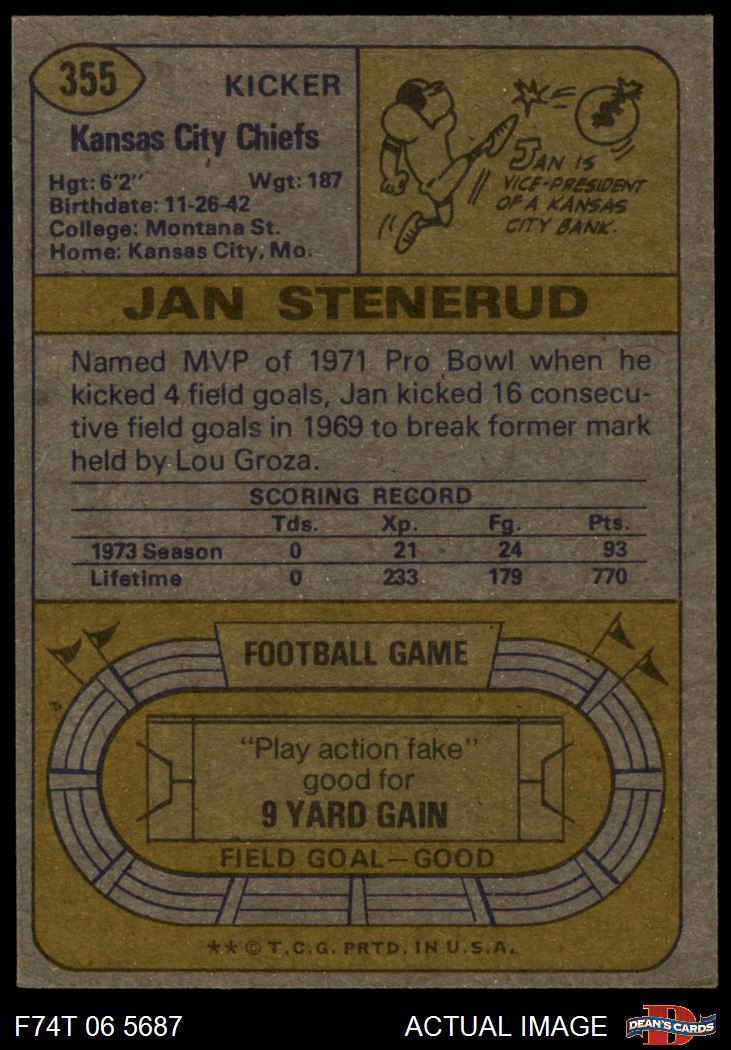 355
KICKER
Kansas City Chiefs
Hgt: 6'2" Wgt: 187
Birthdate: 11-26-42
College: Montana St.
Home: Kansas City, Mo.
JAN IS
VICE-PRESIDENT
OF A KANSAS
CITY BANK.
JAN STENERUD
Named MVP of 1971 Pro Bowl when he
kicked 4 field goals, Jan kicked 16 consecu-
tive field goals in 1969 to break former mark
held by Lou Groza.
SCORING RECORD
Tds. Xp. Fg. Pts.
1973 Season 0 21 24 93
Lifetime 0 233 179 770
FOOTBALL GAME
"Play action fake"
good for
9 YARD GAIN
FIELD GOAL—GOOD
** © T.C.G. PRTD. IN U.S.A.
F74T 06 5687
ACTUAL IMAGE
D
DEAN'S CARDS